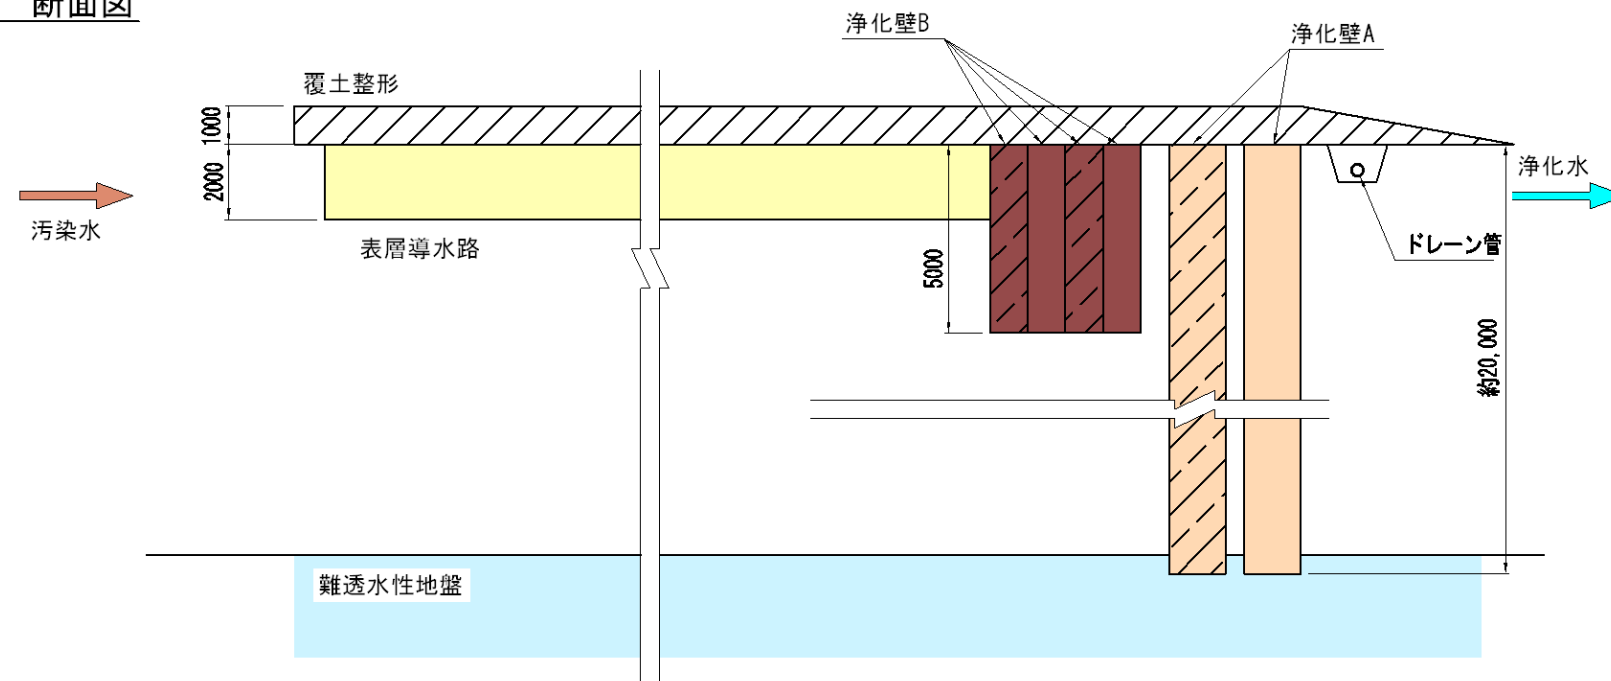 断面図
浄化壁B
浄化壁A
覆土整形
1000
2000
汚染水
表層導水路
5000
浄化水
ドレーン管
約20,000
難透水性地盤